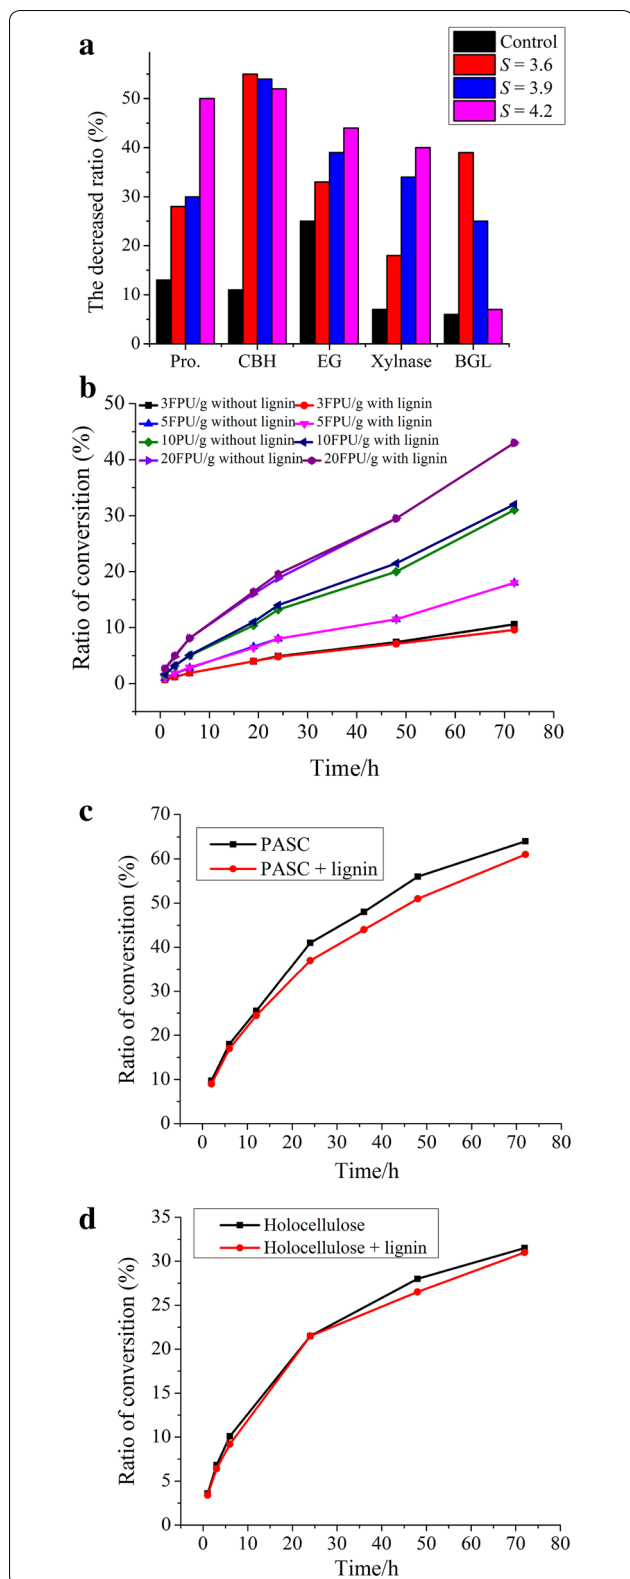 a
Control
S = 3.6
S = 3.9
S = 4.2
The decreased ratio (%)
50
40
30
20
10
0
Pro. CBH EG Xylnase BGL
b
3FPU/g without lignin 3FPU/g with lignin
5FPU/g without lignin 5FPU/g with lignin
10PU/g without lignin 10FPU/g with lignin
20FPU/g without lignin 20FPU/g with lignin
Ratio of conversition (%)
50
40
30
20
10
0
0 10 20 30 40 50 60 70 80
Time/h
c
PASC
PASC + lignin
Ratio of conversition (%)
70
60
50
40
30
20
10
0
0 10 20 30 40 50 60 70 80
Time/h
d
Holocellulose
Holocellulose + lignin
Ratio of conversition (%)
35
30
25
20
15
10
5
0
0 10 20 30 40 50 60 70 80
Time/h